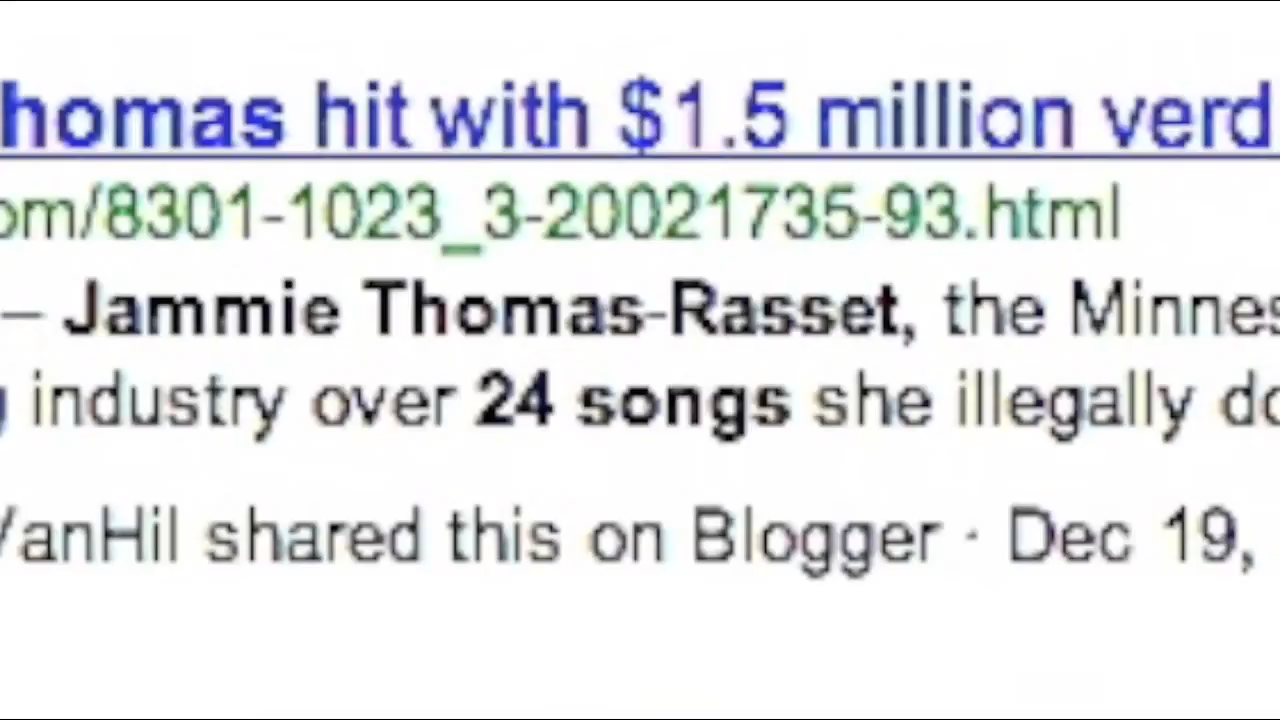 homas hit with $1.5 million verd
om/8301-1023_3-20021735-93.html
– Jammie Thomas-Rasset, the Minnes
g industry over 24 songs she illegally do
VanHil shared this on Blogger · Dec 19,